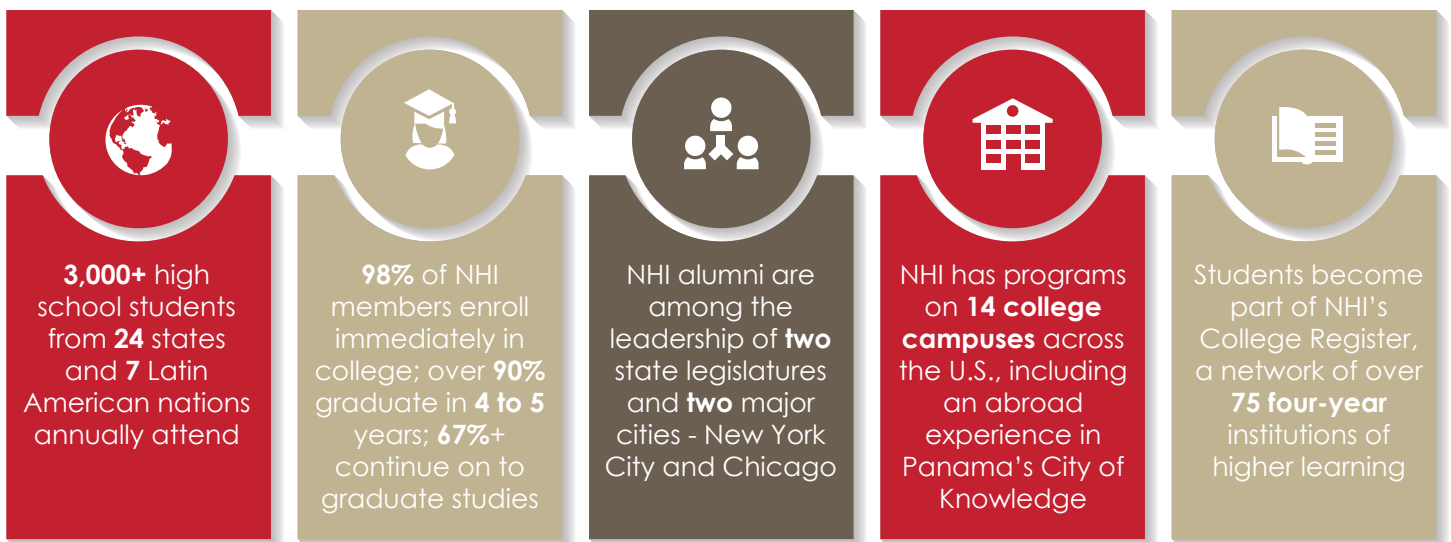 3,000+ high
school students
from 24 states
and 7 Latin
American nations
annually attend
98% of NHI
members enroll
immediately in
college; over 90%
graduate in 4 to 5
years; 67%+
continue on to
graduate studies
NHI alumni are
among the
leadership of two
state legislatures
and two major
cities - New York
City and Chicago
NHI has programs
on 14 college
campuses across
the U.S., including
an abroad
experience in
Panama’s City of
Knowledge
Students become
part of NHI’s
College Register,
a network of over
75 four-year
institutions of
higher learning